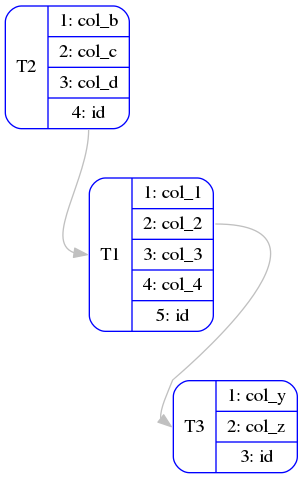 T2
1: col_b
2: col_c
3: col_d
4: id
T1
1: col_1
2: col_2
3: col_3
4: col_4
5: id
T3
1: col_y
2: col_z
3: id